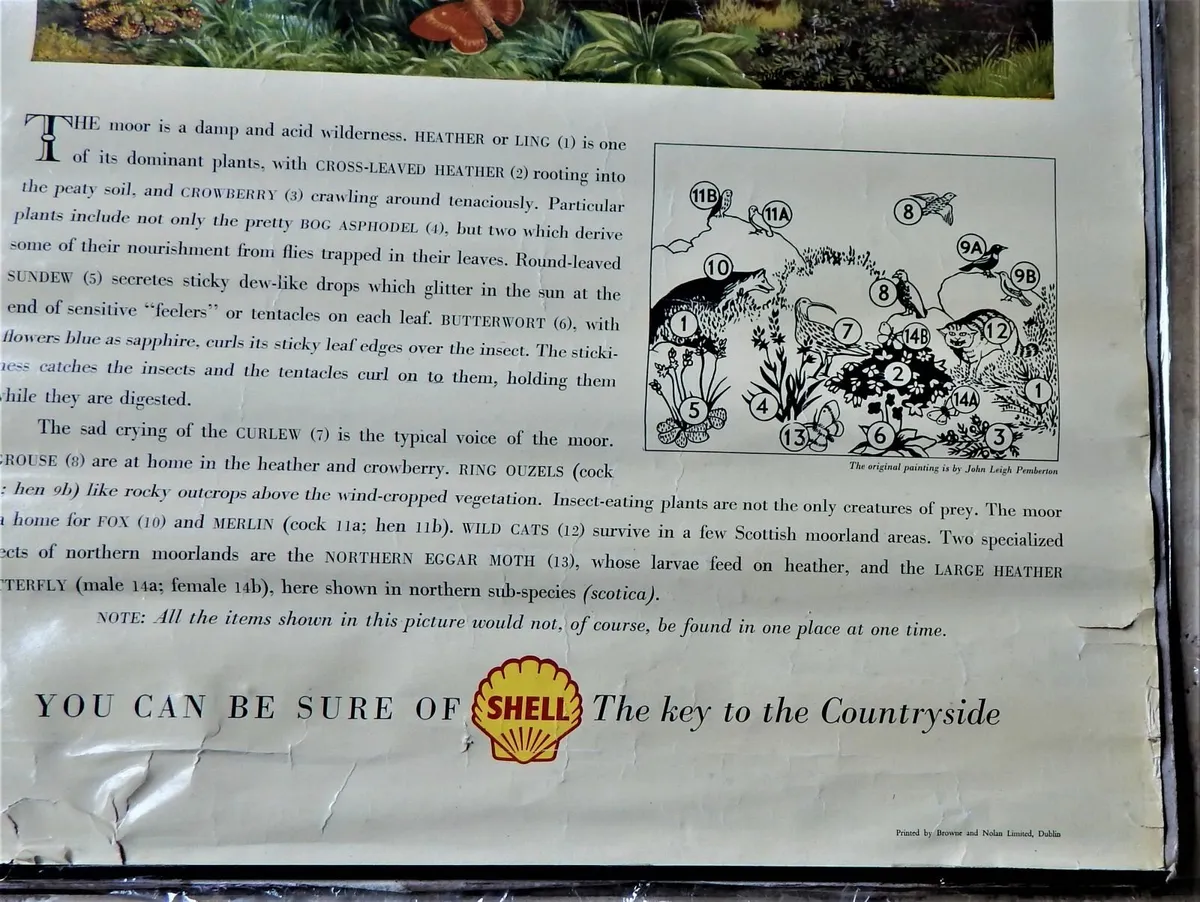 THE moor is a damp and acid wilderness. HEATHER or LING (1) is one
of its dominant plants, with CROSS-LEAVED HEATHER (2) rooting into
the peaty soil, and CROWBERRY (3) crawling around tenaciously. Particular
plants include not only the pretty BOG ASPHODEL (4), but two which derive
some of their nourishment from flies trapped in their leaves. Round-leaved
SUNDEW (5) secretes sticky dew-like drops which glitter in the sun at the
end of sensitive “feelers” or tentacles on each leaf. BUTTERWORT (6), with
flowers blue as sapphire, curls its sticky leaf edges over the insect. The sticki-
ness catches the insects and the tentacles curl on to them, holding them
while they are digested.
The sad crying of the CURLEW (7) is the typical voice of the moor.
GROUSE (8) are at home in the heather and crowberry. RING OUZELS (cock
: hen 9b) like rocky outcrops above the wind-cropped vegetation. Insect-eating plants are not the only creatures of prey. The moor
a home for FOX (10) and MERLIN (cock 11a; hen 11b). WILD CATS (12) survive in a few Scottish moorland areas. Two specialized
ects of northern moorlands are the NORTHERN EGGAR MOTH (13), whose larvae feed on heather, and the LARGE HEATHER
TTERFLY (male 14a; female 14b), here shown in northern sub-species (scotica).
NOTE: All the items shown in this picture would not, of course, be found in one place at one time.
11B
11A
8
9A
9B
10
8
1
7
14B
12
2
1
5
4
14A
13
6
3
The original painting is by John Leigh Pemberton
YOU CAN BE SURE OF SHELL The key to the Countryside
Printed by Browne and Nolan Limited, Dublin